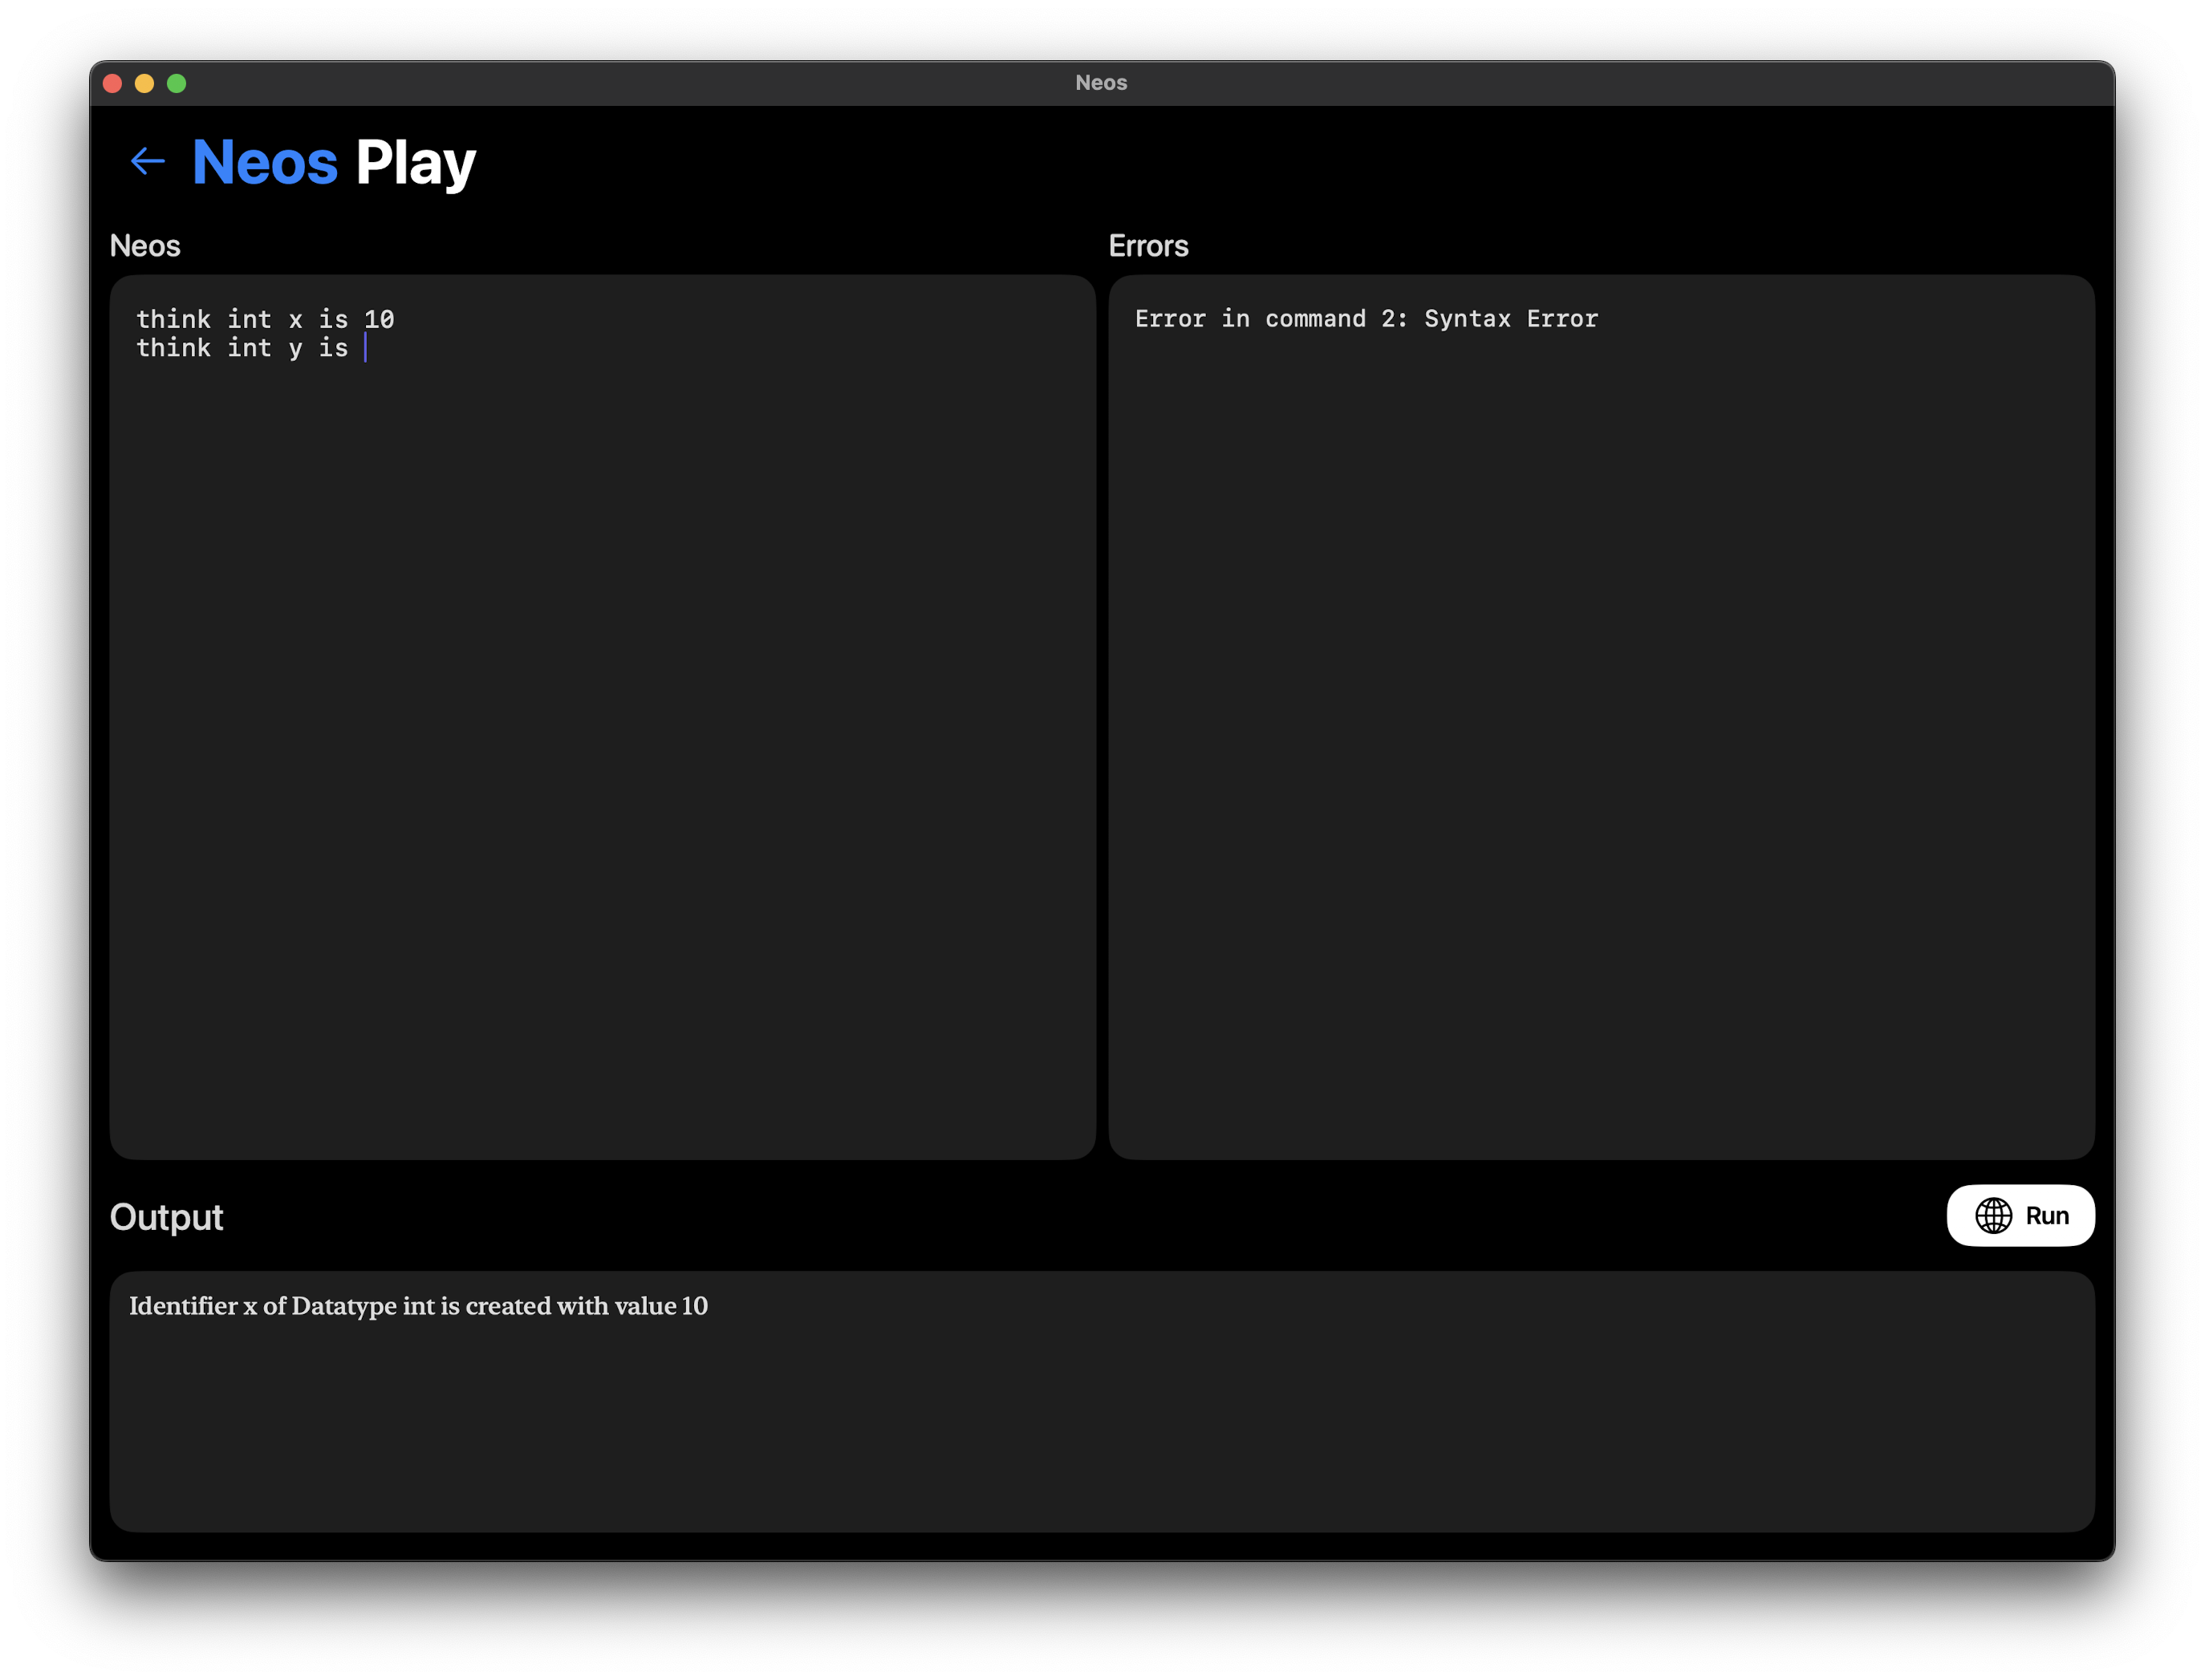 Neos
Neos Play
Neos
think int x is 10
think int y is
Errors
Error in command 2: Syntax Error
Output
Run
Identifier x of Datatype int is created with value 10